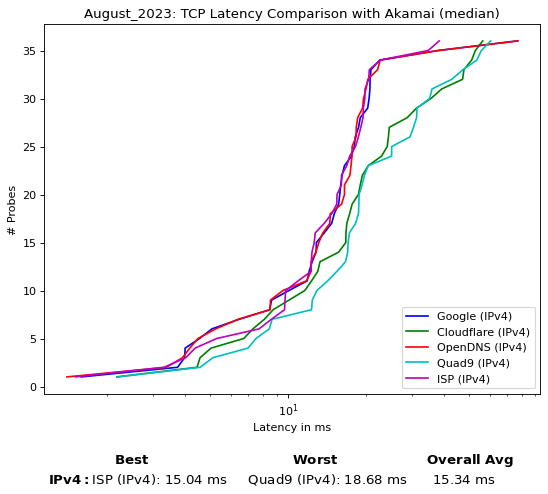 August_2023: TCP Latency Comparison with Akamai (median)
35
30
25
20
15
10
5
0
# Probes
10^1
Latency in ms
Google (IPv4)
Cloudflare (IPv4)
OpenDNS (IPv4)
Quad9 (IPv4)
ISP (IPv4)
Best Worst Overall Avg
IPv4: ISP (IPv4): 15.04 ms Quad9 (IPv4): 18.68 ms 15.34 ms